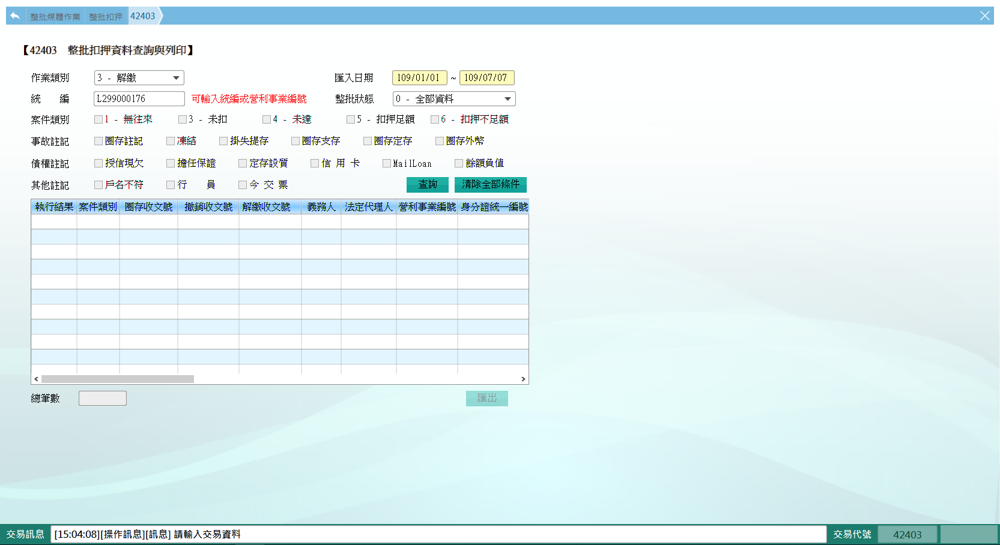 整批媒體作業 整批扣押 42403
【42403 整批扣押資料查詢與列印】
作業類別 3 - 解繳 匯入日期 109/01/01 ~ 109/07/07
統 編 L299000176 可輸入統編或營利事業編號 整批狀態 0 - 全部資料
案件類別 1 - 無往來 3 - 未扣 4 - 未達 5 - 扣押足額 6 - 扣押不足額
事故註記 圈存註記 凍結 掛失提存 圈存支存 圈存定存 圈存外幣
債權註記 授信現欠 擔任保證 定存設質 信 用 卡 MailLoan 餘額負值
其他註記 戶名不符 行 員 今 交 票 查詢 清除全部條件
執行結果 案件類別 圈存收文號 撤銷收文號 解繳收文號 義務人 法定代理人 營利事業編號 身分證統一編號
總筆數 匯出
交易訊息 [15:04:08][操作訊息][訊息] 請輸入交易資料 交易代號 42403